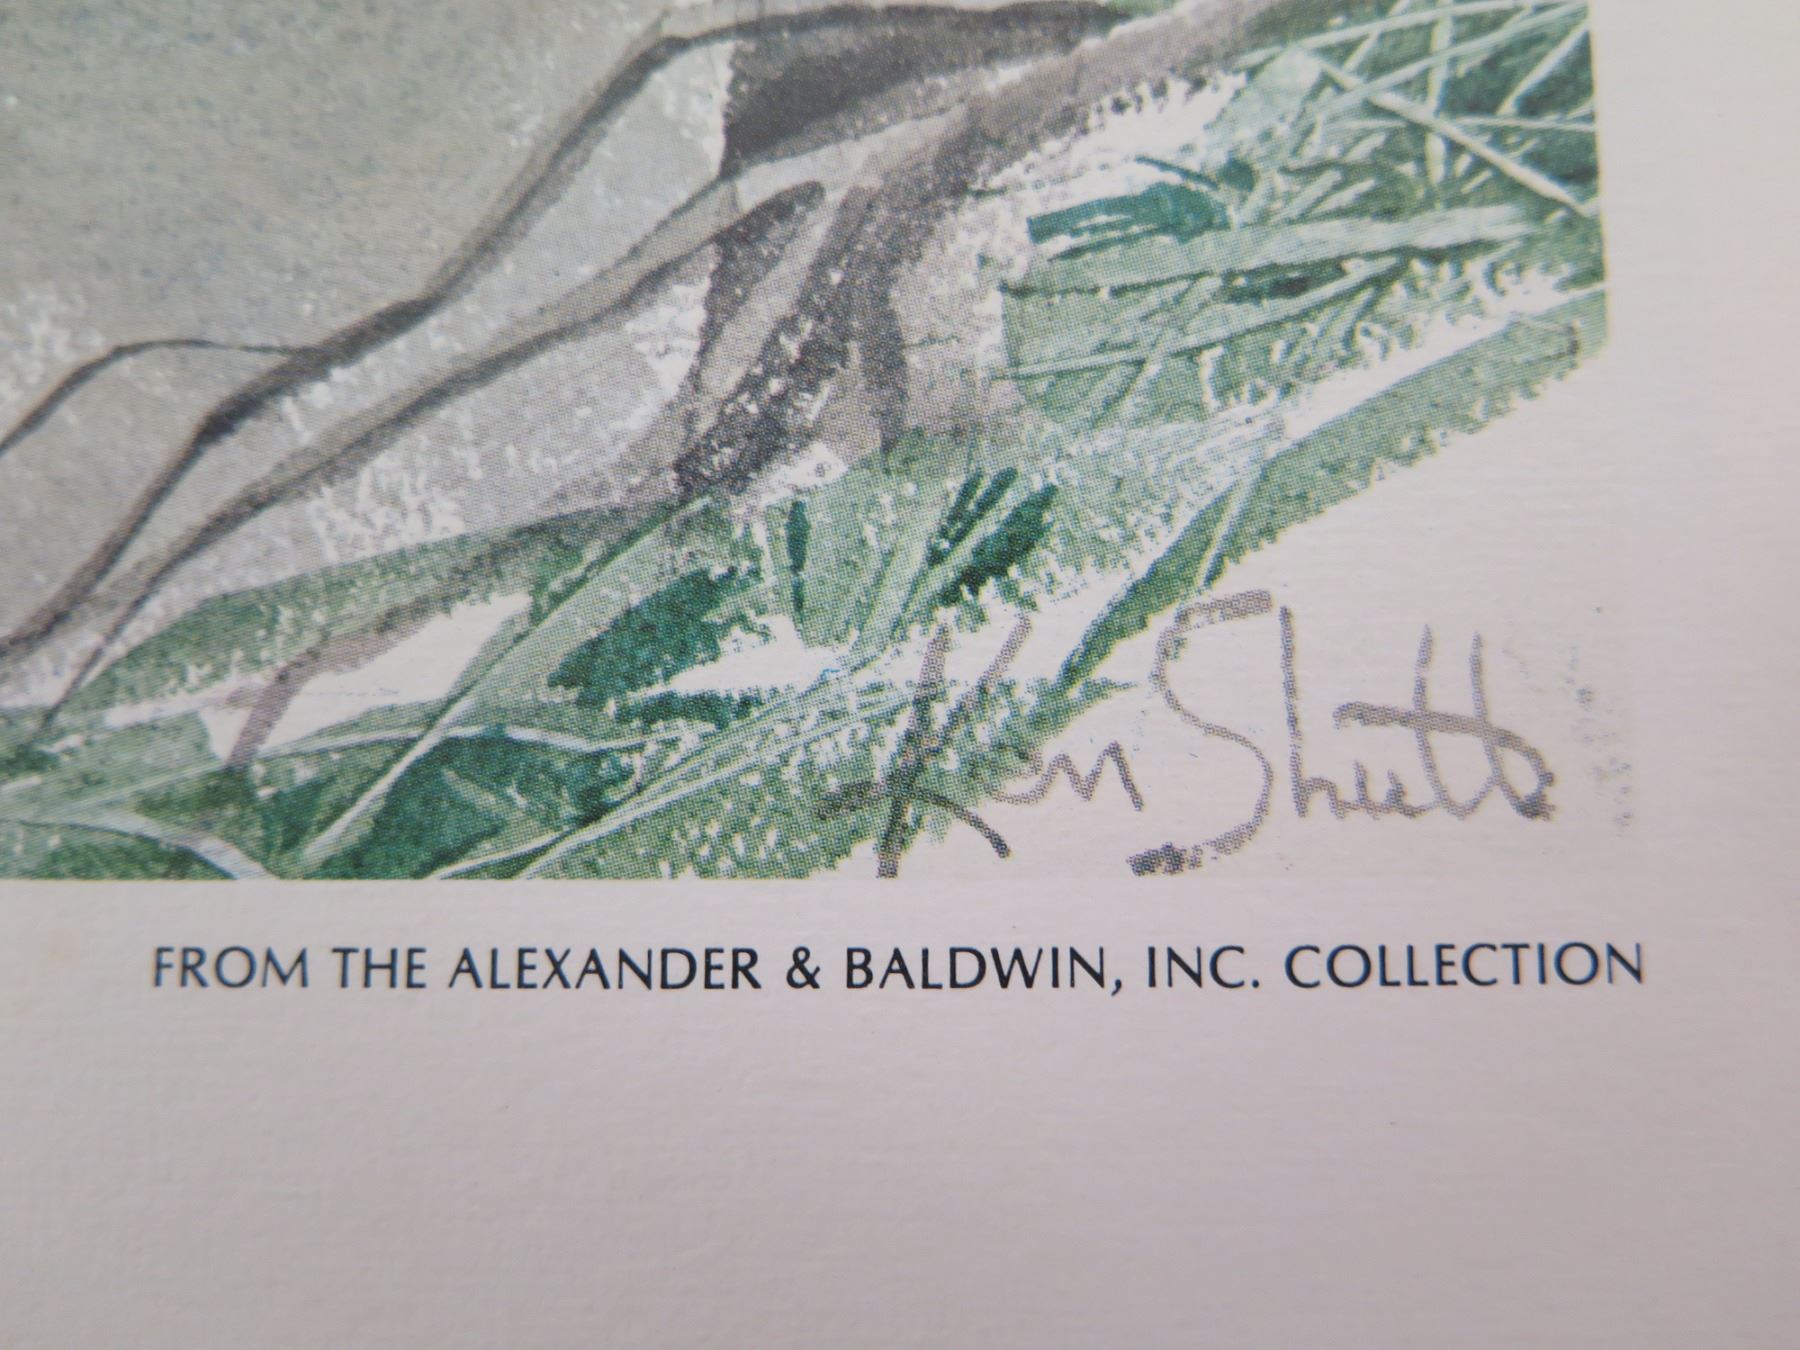 Ken Shutt
FROM THE ALEXANDER & BALDWIN, INC. COLLECTION